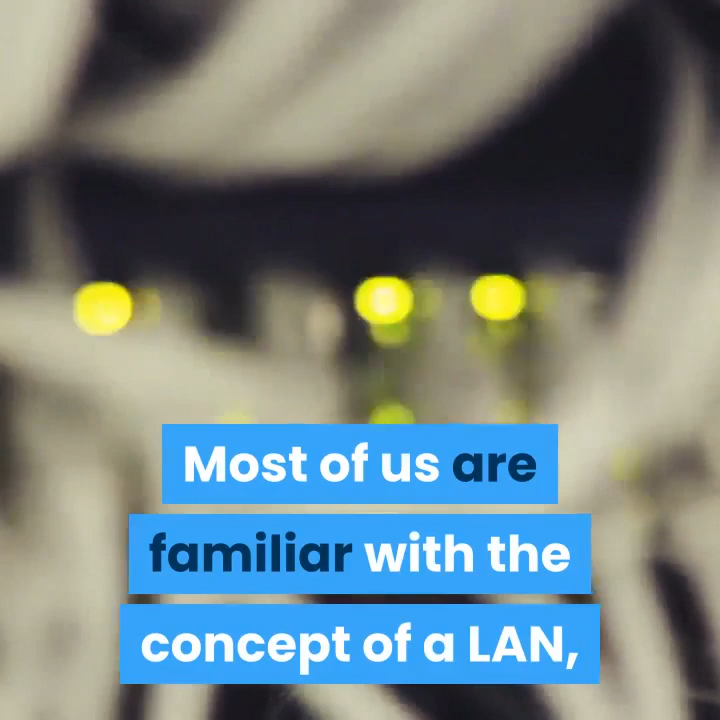 Most of us are
familiar with the
concept of a LAN,